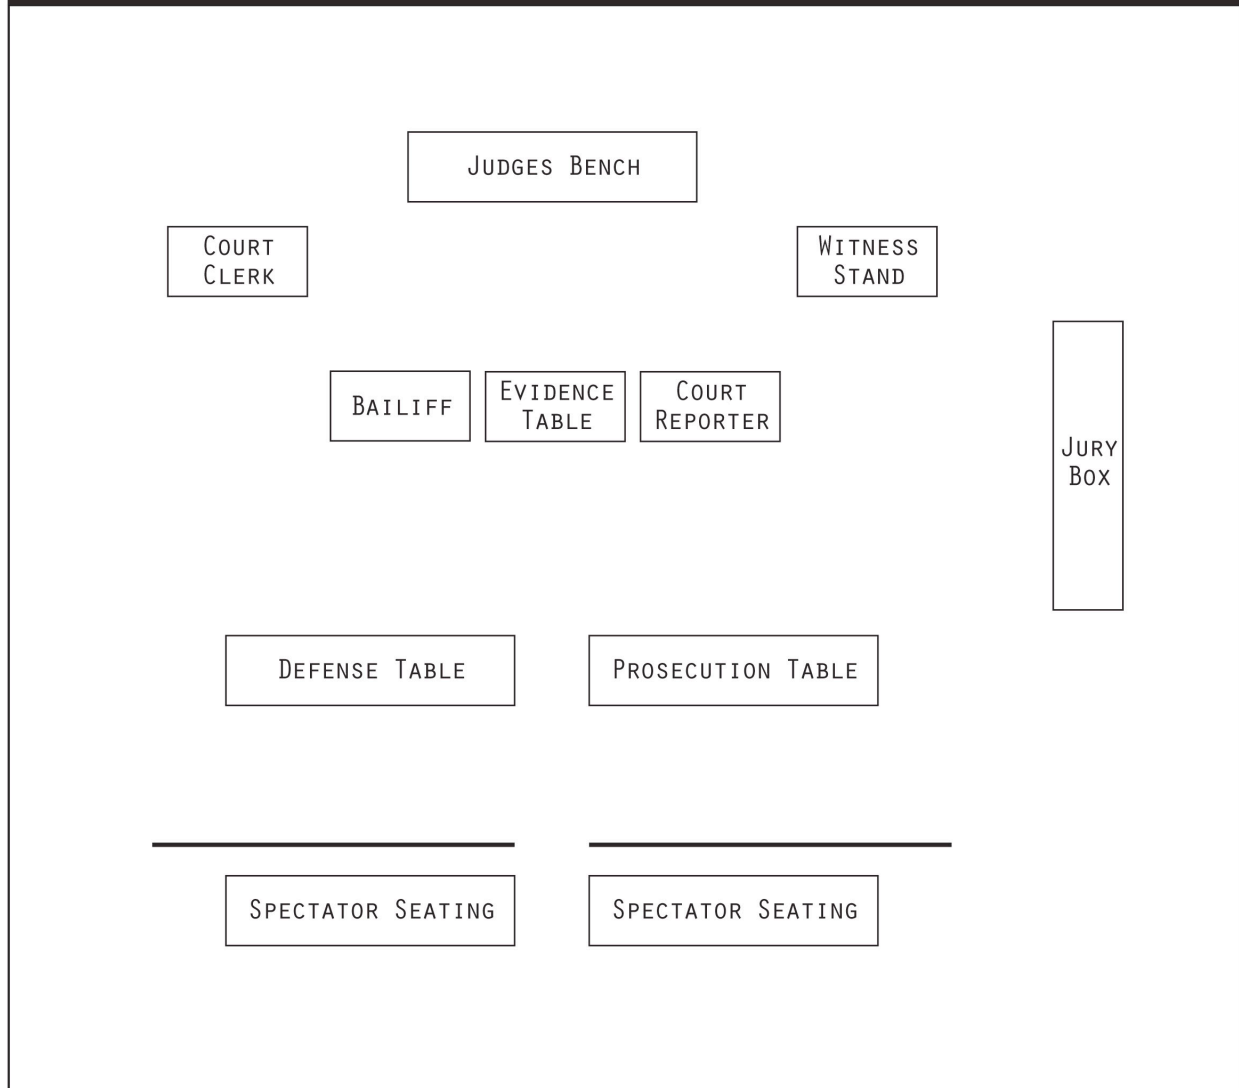 Judges Bench
Court
Clerk
Witness
Stand
Bailiff
Evidence
Table
Court
Reporter
Jury
Box
Defense Table
Prosecution Table
Spectator Seating
Spectator Seating